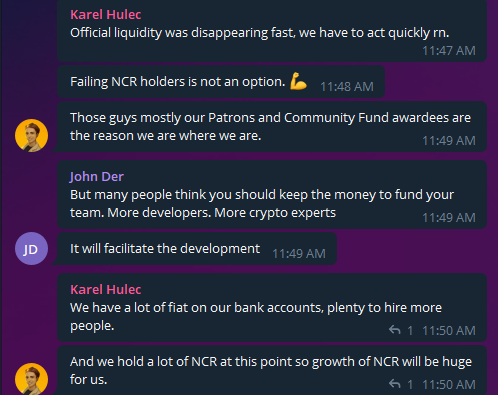 Karel Hulec
Official liquidity was disappearing fast, we have to act quickly rn.
11:47 AM
Failing NCR holders is not an option. 💪 11:48 AM
Those guys mostly our Patrons and Community Fund awardees are
the reason we are where we are.
11:49 AM
John Der
But many people think you should keep the money to fund your
team. More developers. More crypto experts
11:49 AM
JD
It will facilitate the development 11:49 AM
Karel Hulec
We have a lot of fiat on our bank accounts, plenty to hire more
people.
1 11:50 AM
And we hold a lot of NCR at this point so growth of NCR will be huge
for us.
1 11:50 AM